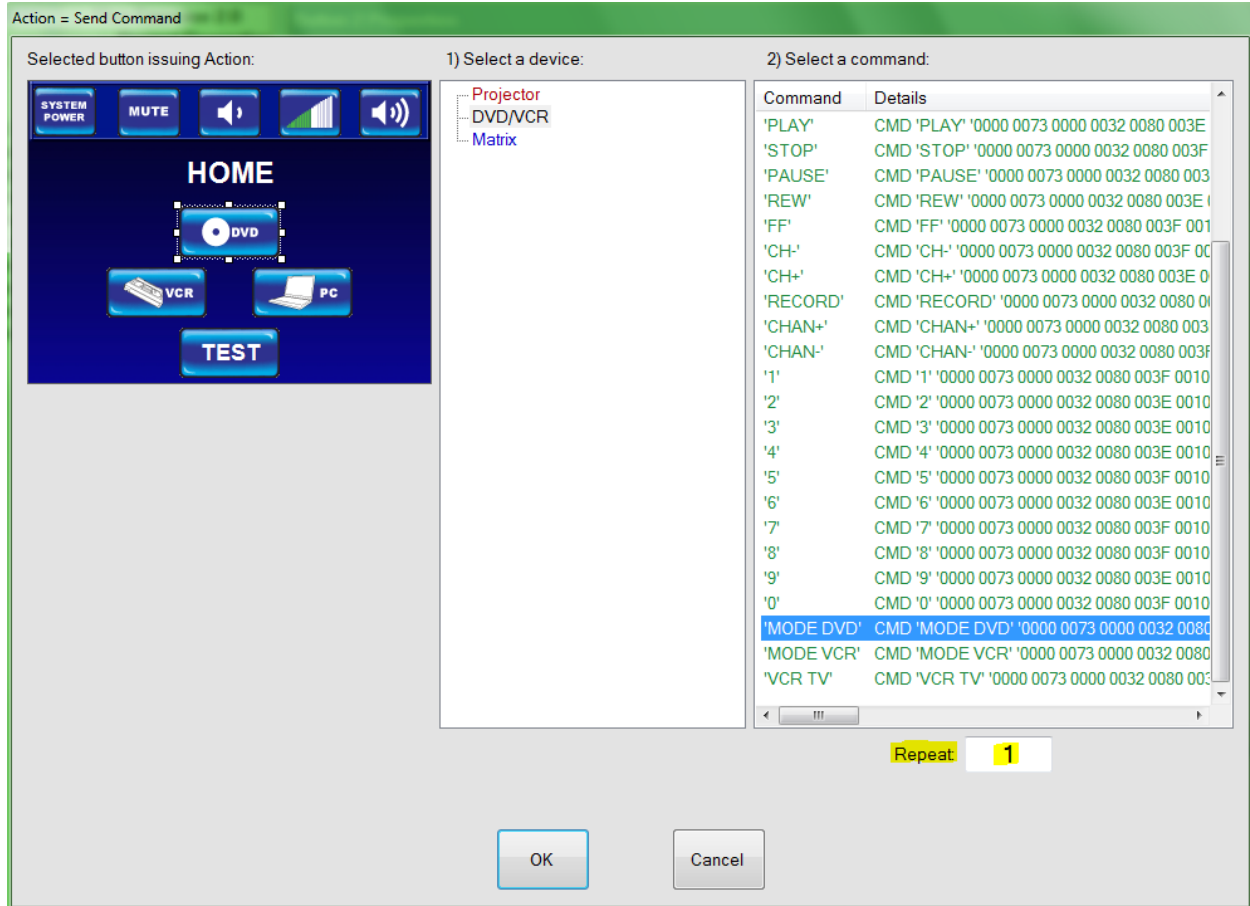 Action = Send Command
Selected button issuing Action:
1) Select a device:
2) Select a command:
SYSTEM
POWER
MUTE
HOME
DVD
VCR
PC
TEST
Projector
DVD/VCR
Matrix
Command Details
'PLAY' CMD 'PLAY' '0000 0073 0000 0032 0080 003E
'STOP' CMD 'STOP' '0000 0073 0000 0032 0080 003F
'PAUSE' CMD 'PAUSE' '0000 0073 0000 0032 0080 003
'REW' CMD 'REW' '0000 0073 0000 0032 0080 003E
'FF' CMD 'FF' '0000 0073 0000 0032 0080 003F 001
'CH-' CMD 'CH-' '0000 0073 0000 0032 0080 003F 00
'CH+' CMD 'CH+' '0000 0073 0000 0032 0080 003E 0
'RECORD' CMD 'RECORD' '0000 0073 0000 0032 0080 0
'CHAN+' CMD 'CHAN+' '0000 0073 0000 0032 0080 003
'CHAN-' CMD 'CHAN-' '0000 0073 0000 0032 0080 003F
'1' CMD '1' '0000 0073 0000 0032 0080 003F 0010
'2' CMD '2' '0000 0073 0000 0032 0080 003E 0010
'3' CMD '3' '0000 0073 0000 0032 0080 003E 0010
'4' CMD '4' '0000 0073 0000 0032 0080 003E 0010
'5' CMD '5' '0000 0073 0000 0032 0080 003F 0010
'6' CMD '6' '0000 0073 0000 0032 0080 003E 0010
'7' CMD '7' '0000 0073 0000 0032 0080 003F 0010
'8' CMD '8' '0000 0073 0000 0032 0080 003F 0010
'9' CMD '9' '0000 0073 0000 0032 0080 003E 0010
'0' CMD '0' '0000 0073 0000 0032 0080 003F 0010
'MODE DVD' CMD 'MODE DVD' '0000 0073 0000 0032 0080
'MODE VCR' CMD 'MODE VCR' '0000 0073 0000 0032 0080
'VCR TV' CMD 'VCR TV' '0000 0073 0000 0032 0080 003
Repeat: 1
OK
Cancel